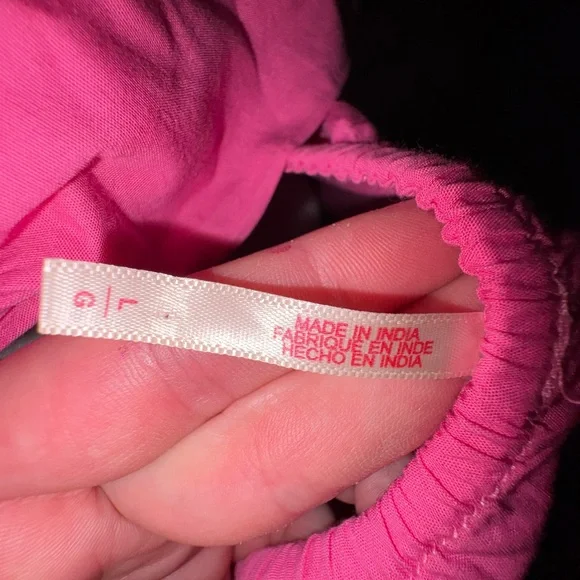 L | G
MADE IN INDIA
FABRIQUE EN INDE
HECHO EN INDIA